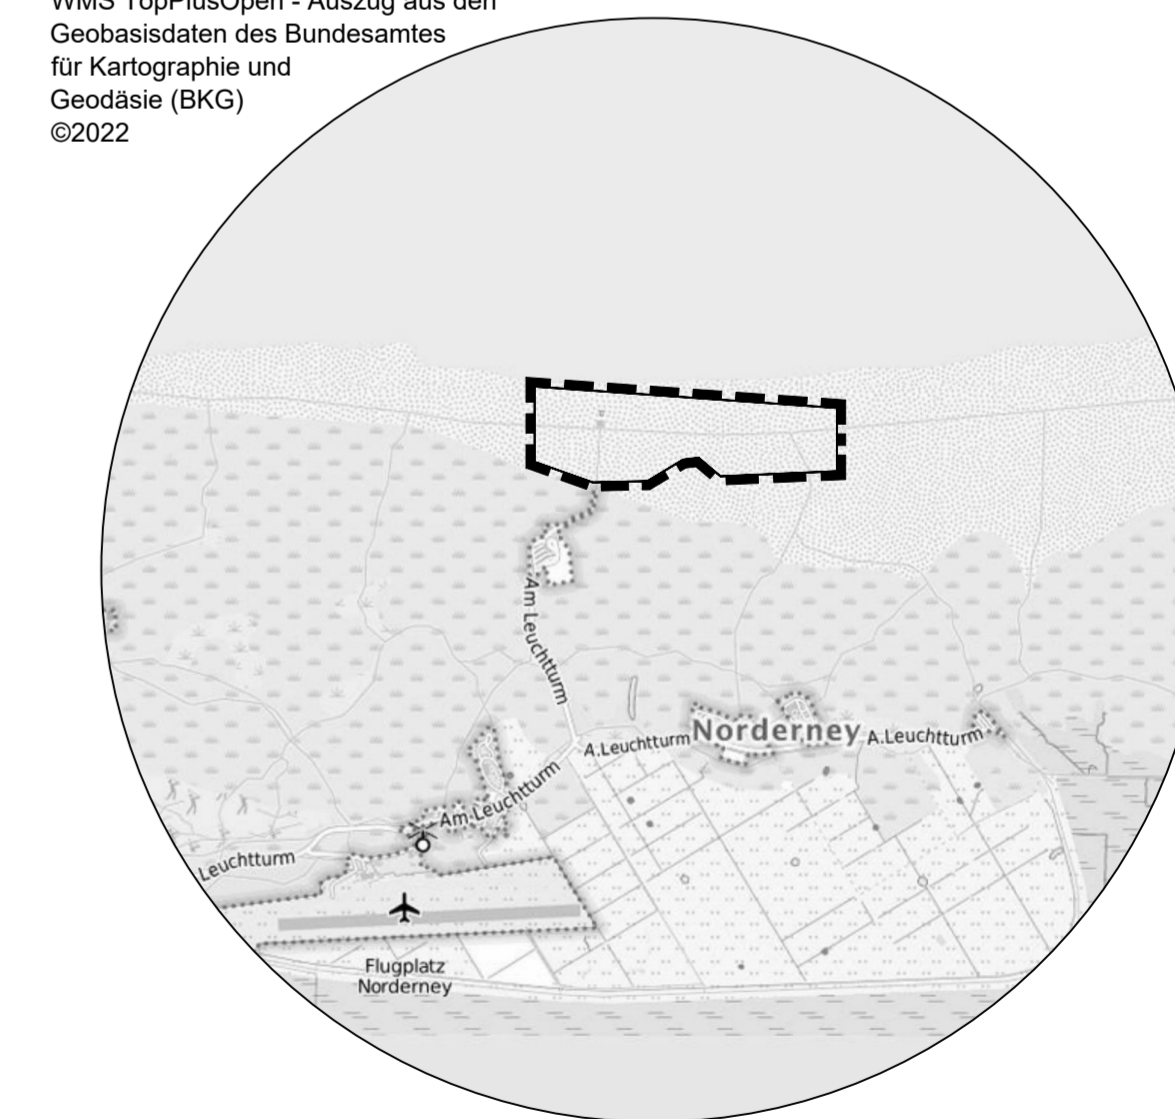 WMS TopPlusOpen - Auszug aus den
Geobasisdaten des Bundesamtes
für Kartographie und
Geodäsie (BKG)
©2022
Am Leuchtturm
A.Leuchtturm
Norderney
A.Leuchtturm
Am Leuchtturm
Leuchtturm
Flugplatz
Norderney